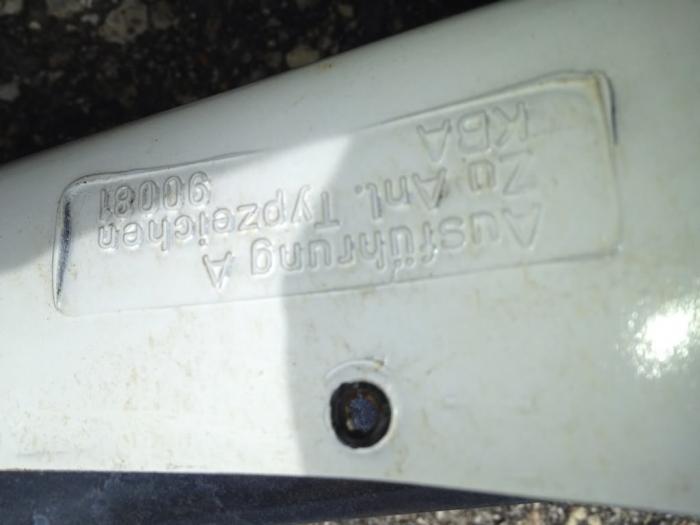 Ausführung A
Zu Anl. Typzeichen
KBA 90081